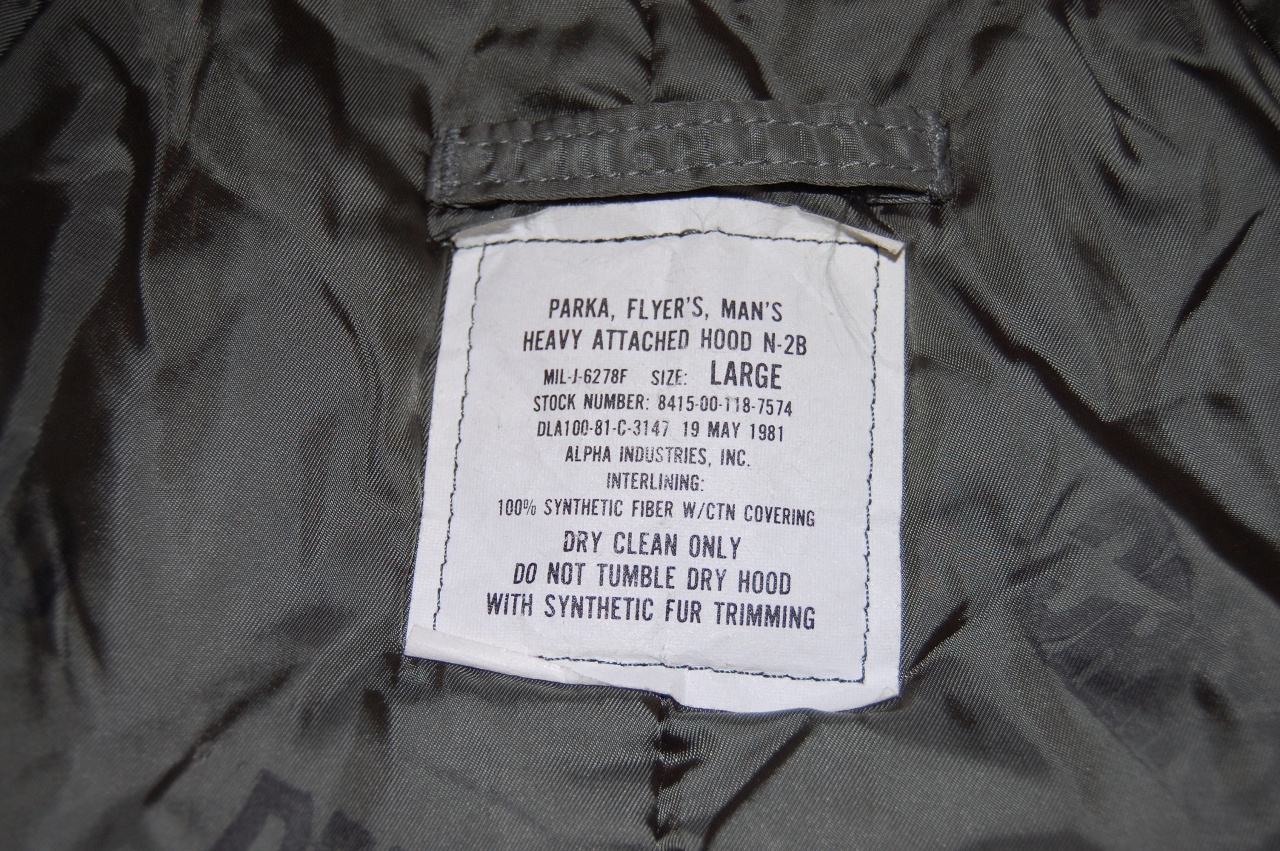 PARKA, FLYER'S, MAN'S
HEAVY ATTACHED HOOD N-2B
MIL-J-6278F SIZE: LARGE
STOCK NUMBER: 8415-00-118-7574
DLA100-81-C-3147 19 MAY 1981
ALPHA INDUSTRIES, INC.
INTERLINING:
100% SYNTHETIC FIBER W/CTN COVERING
DRY CLEAN ONLY
DO NOT TUMBLE DRY HOOD
WITH SYNTHETIC FUR TRIMMING